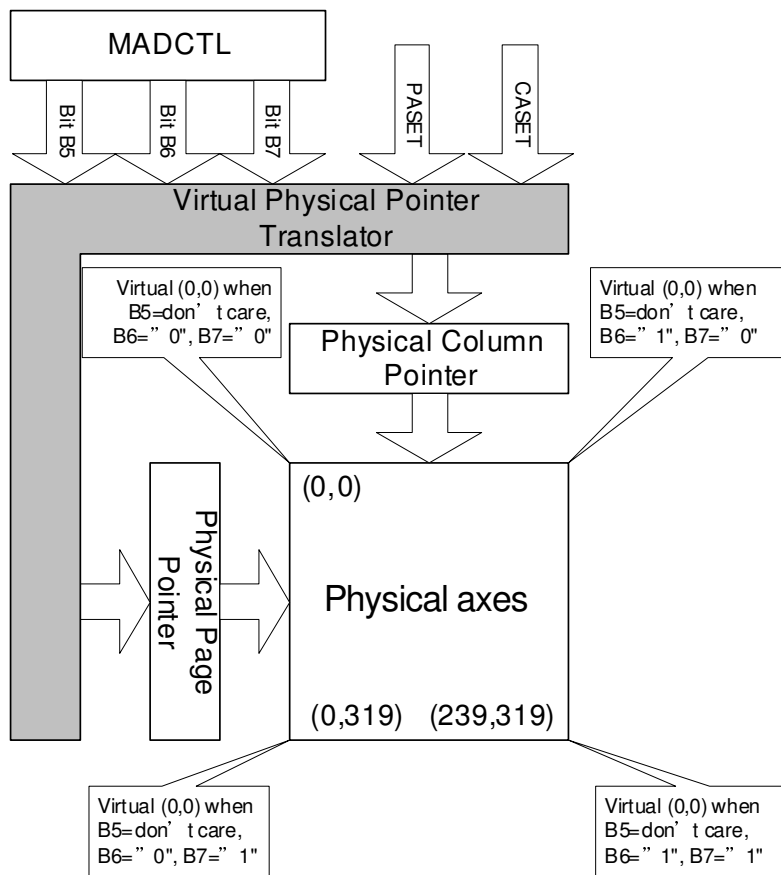 MADCTL
Bit B5
Bit B6
Bit B7
PASET
CASET
Virtual Physical Pointer
Translator
Virtual (0,0) when
B5=don’ t care,
B6=” 0", B7=” 0"
Virtual (0,0) when
B5=don’ t care,
B6=” 1", B7=” 0"
Physical Column
Pointer
(0,0)
Physical Page
Pointer
Physical axes
(0,319) (239,319)
Virtual (0,0) when
B5=don’ t care,
B6=” 0", B7=” 1"
Virtual (0,0) when
B5=don’ t care,
B6=” 1", B7=” 1"